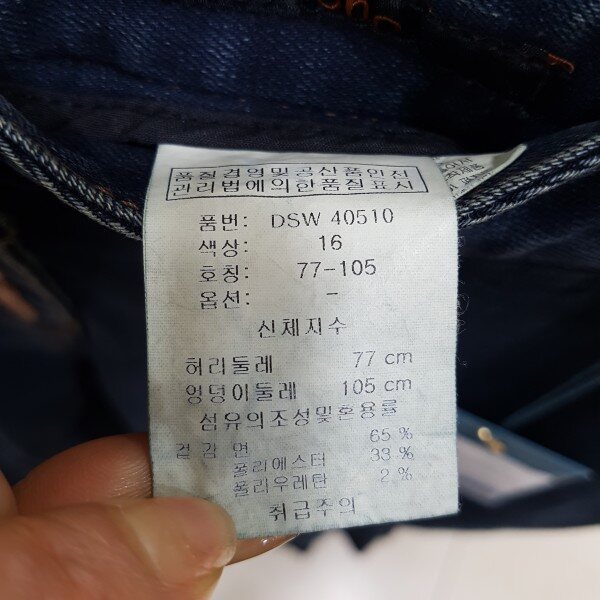 품질경영및공산품안전
관리법에의한품질표시
품번: DSW 40510
색상: 16
호칭: 77-105
옵션: -
신체지수
허리둘레 77 cm
엉덩이둘레 105 cm
섬유의조성및혼용률
겉감 면 65 %
폴리에스터 33 %
폴리우레탄 2 %
취급주의